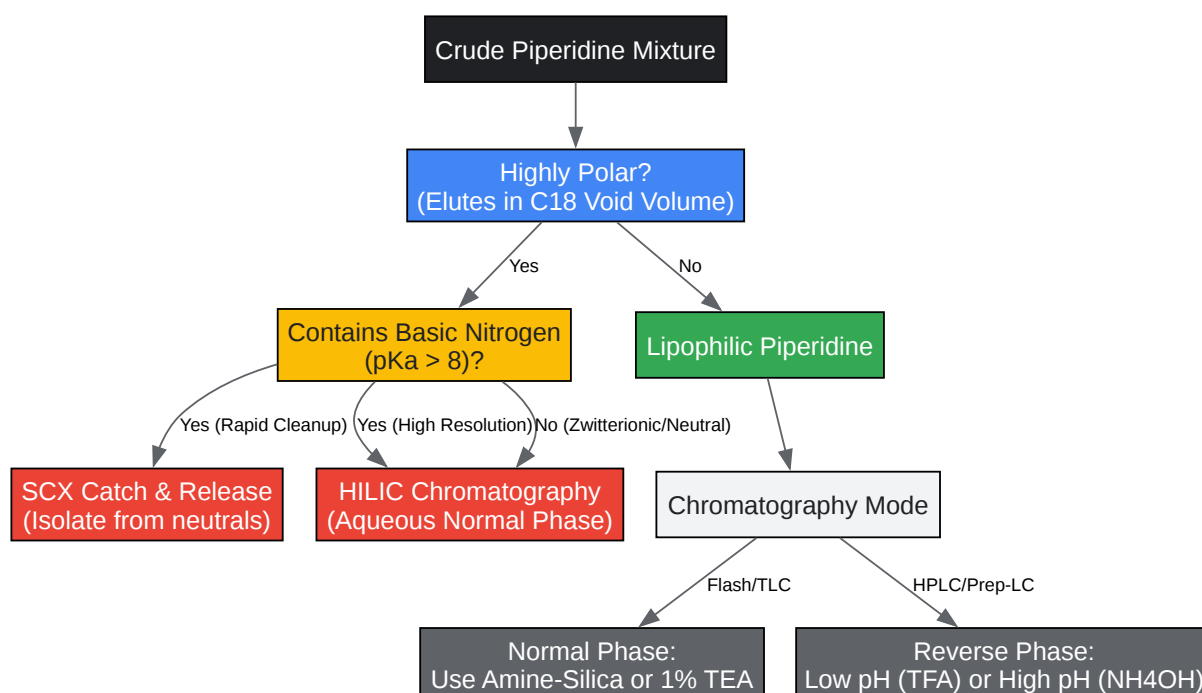 Crude Piperidine Mixture
Highly Polar?
(Elutes in C18 Void Volume)
Yes
No
Contains Basic Nitrogen
(pKa > 8)?
Lipophilic Piperidine
Yes (Rapid Cleanup)
Yes (High Resolution)
No (Zwitterionic/Neutral)
SCX Catch & Release
(Isolate from neutrals)
HILIC Chromatography
(Aqueous Normal Phase)
Chromatography Mode
Flash/TLC
HPLC/Prep-LC
Normal Phase:
Use Amine-Silica or 1% TEA
Reverse Phase:
Low pH (TFA) or High pH (NH4OH)